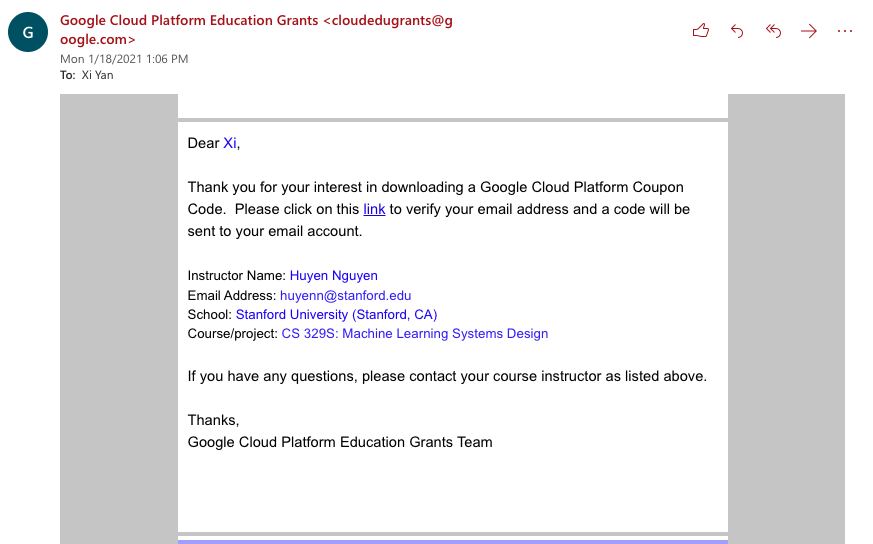 G
Google Cloud Platform Education Grants <cloudedugrants@g
oogle.com>
Mon 1/18/2021 1:06 PM
To: Xi Yan
Dear Xi,
Thank you for your interest in downloading a Google Cloud Platform Coupon
Code.  Please click on this link to verify your email address and a code will be
sent to your email account.
Instructor Name: Huyen Nguyen
Email Address: huyenn@stanford.edu
School: Stanford University (Stanford, CA)
Course/project: CS 329S: Machine Learning Systems Design
If you have any questions, please contact your course instructor as listed above.
Thanks,
Google Cloud Platform Education Grants Team